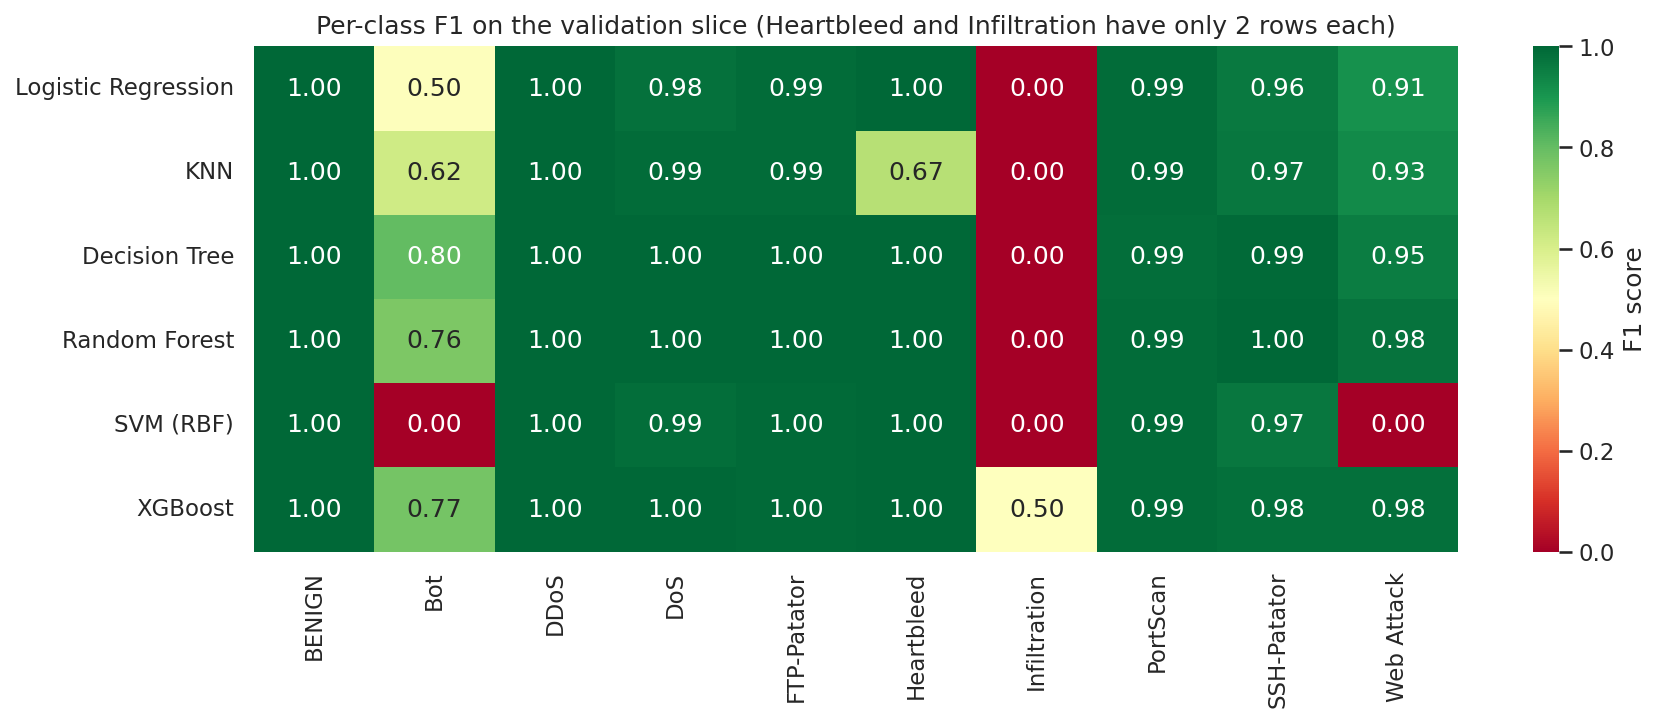 Per-class F1 on the validation slice (Heartbleed and Infiltration have only 2 rows each)
Logistic Regression 1.00 0.50 1.00 0.98 0.99 1.00 0.00 0.99 0.96 0.91
KNN 1.00 0.62 1.00 0.99 0.99 0.67 0.00 0.99 0.97 0.93
Decision Tree 1.00 0.80 1.00 1.00 1.00 1.00 0.00 0.99 0.99 0.95
Random Forest 1.00 0.76 1.00 1.00 1.00 1.00 0.00 0.99 1.00 0.98
SVM (RBF) 1.00 0.00 1.00 0.99 1.00 1.00 0.00 0.99 0.97 0.00
XGBoost 1.00 0.77 1.00 1.00 1.00 1.00 0.50 0.99 0.98 0.98
BENIGN
Bot
DDoS
DoS
FTP-Patator
Heartbleed
Infiltration
PortScan
SSH-Patator
Web Attack
1.0
0.8
0.6
0.4
0.2
0.0
F1 score